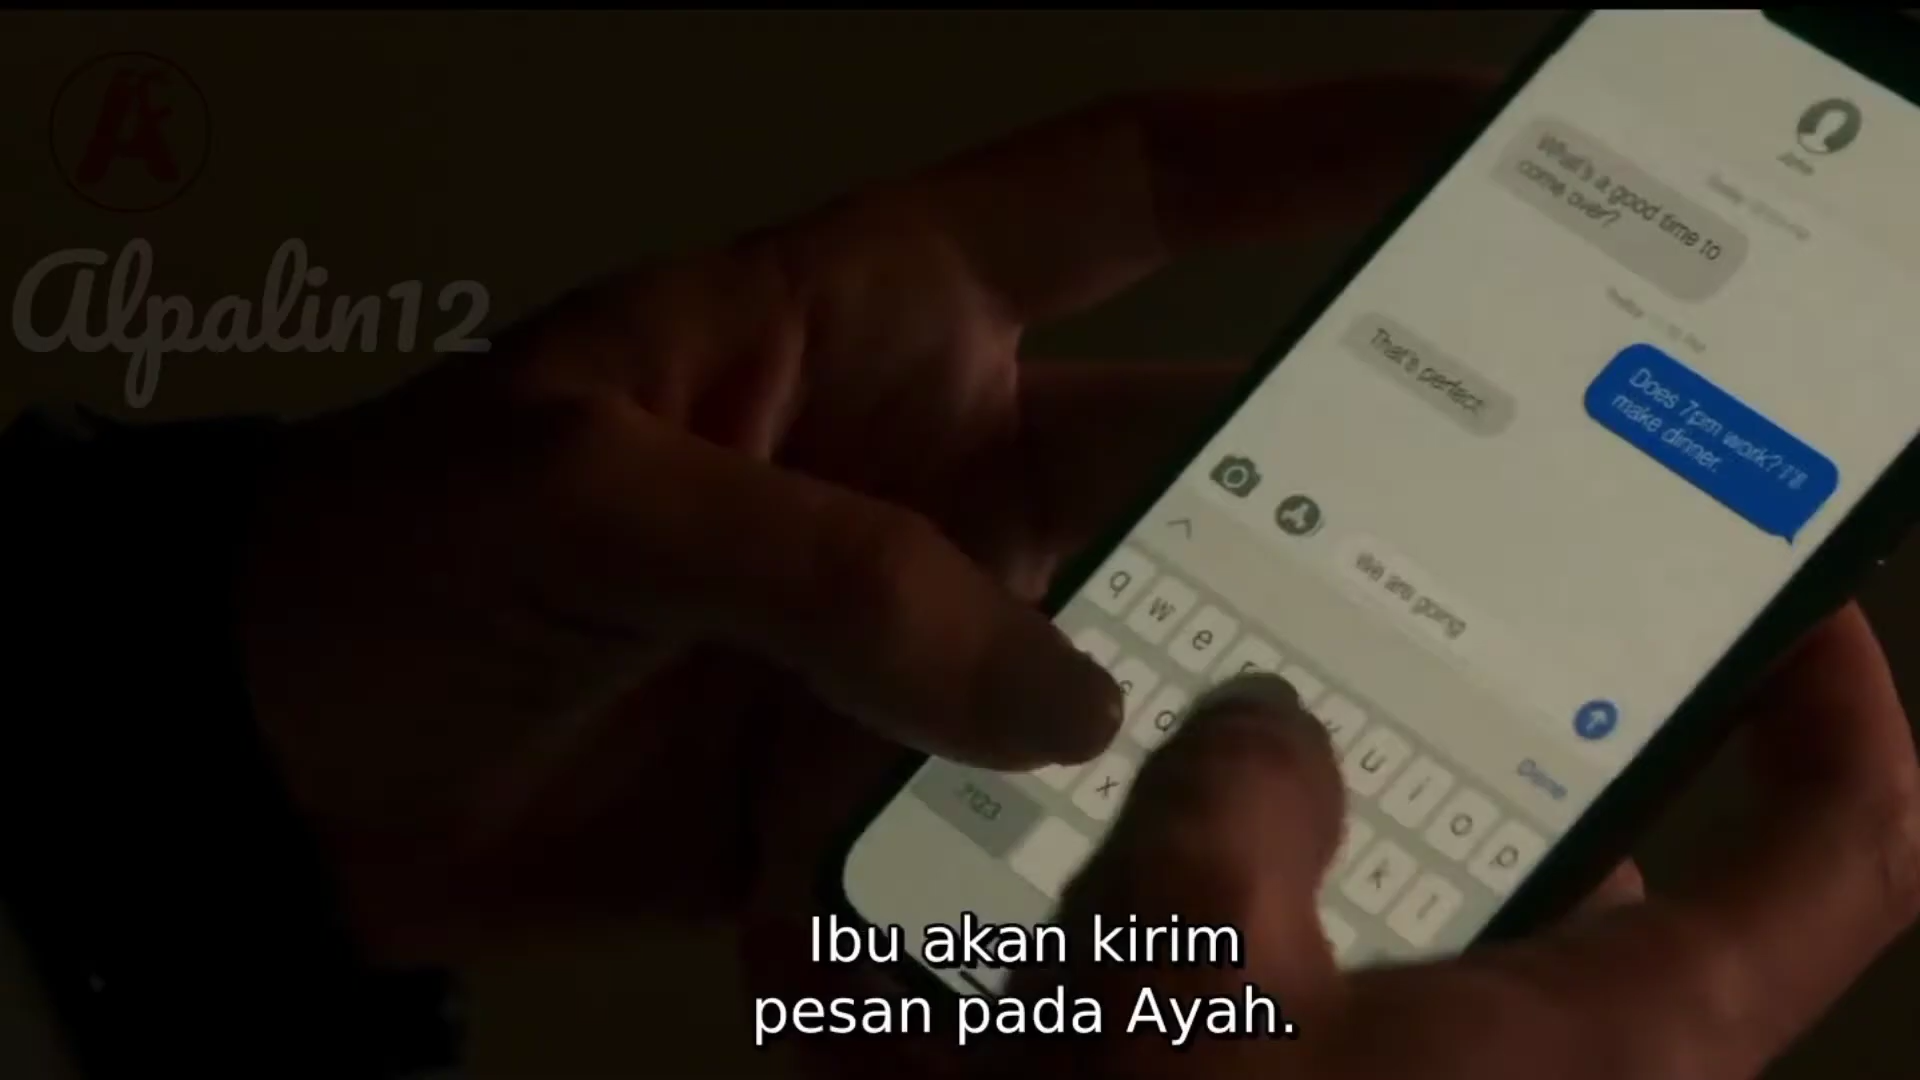 Alpalin12
What's a good time to
come over?
Does 7pm work? I'll
make dinner.
That's perfect.
We are going
q w e
u i o p
x
k l
Done
Ibu akan kirim
pesan pada Ayah.